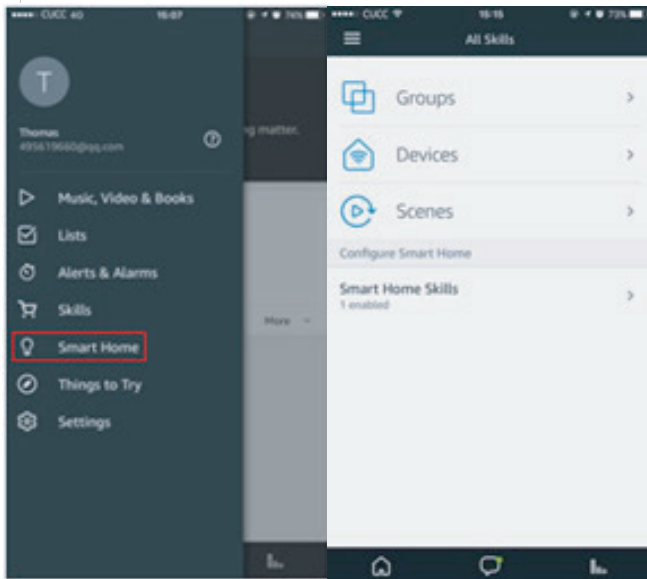 CUCC 4G 16:07 74%
T
Thomas
495619660@qq.com
ng matter.
Music, Video & Books
Lists
Alerts & Alarms
Skills
More
Smart Home
Things to Try
Settings
CUCC 16:16 73%
All Skills
Groups
Devices
Scenes
Configure Smart Home
Smart Home Skills
1 enabled